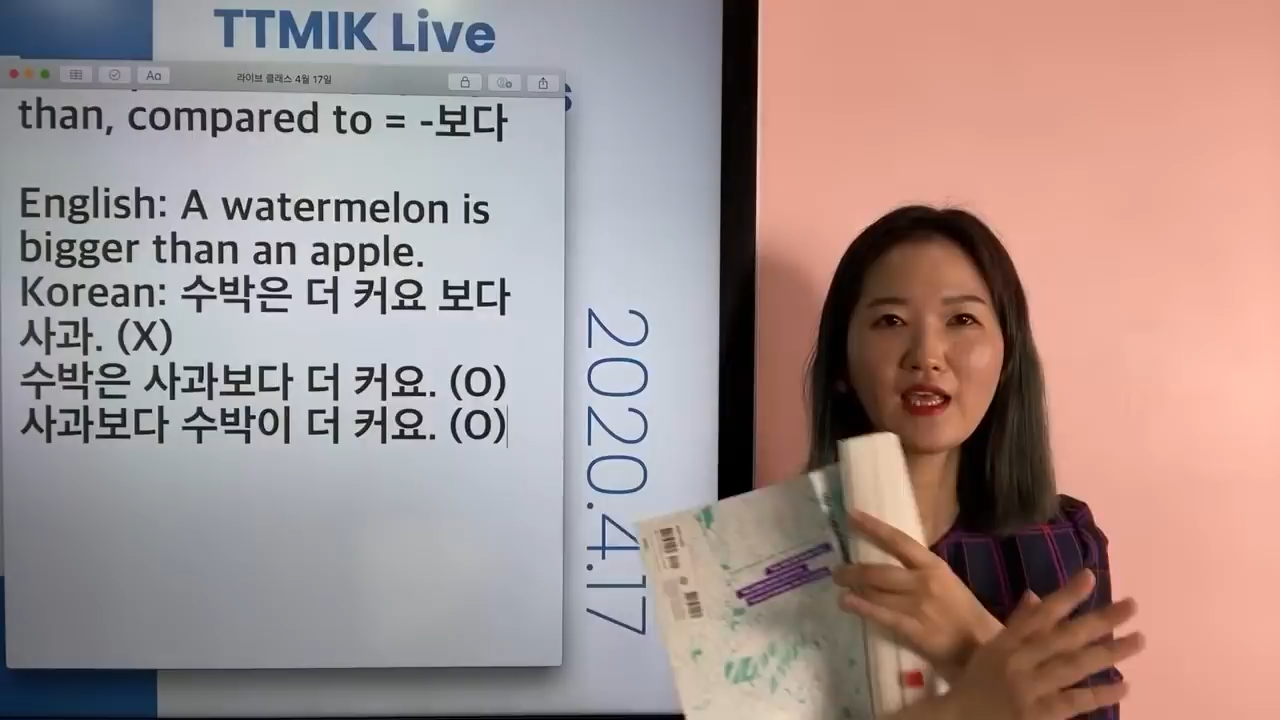 TTMIK Live
라이브 클래스 4월 17일
Aa
than, compared to = -보다
English: A watermelon is
bigger than an apple.
Korean: 수박은 더 커요 보다
사과. (X)
수박은 사과보다 더 커요. (O)
사과보다 수박이 더 커요. (O)
2020.4.17